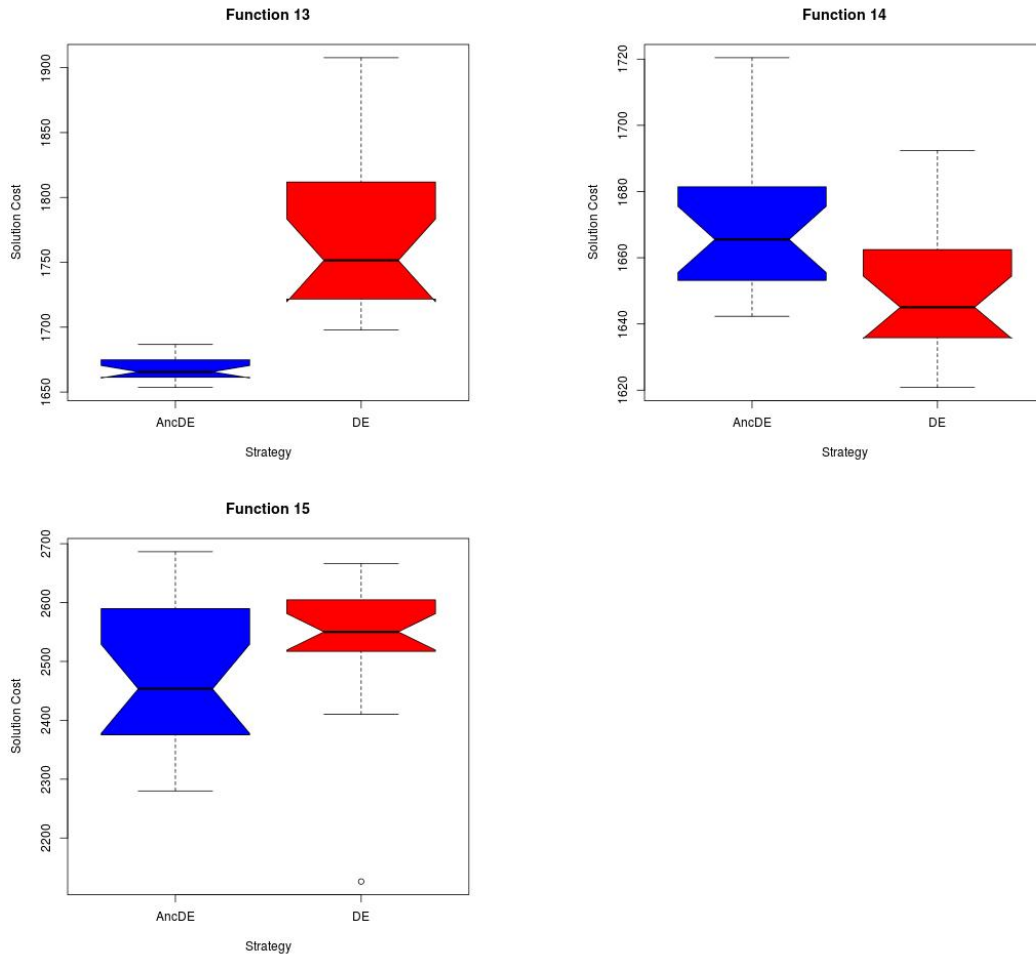 Function 13
1900
1850
1800
1750
1700
1650
Solution Cost
AncDE DE
Strategy
Function 14
1720
1700
1680
1660
1640
1620
Solution Cost
AncDE DE
Strategy
Function 15
2700
2600
2500
2400
2300
2200
Solution Cost
AncDE DE
Strategy